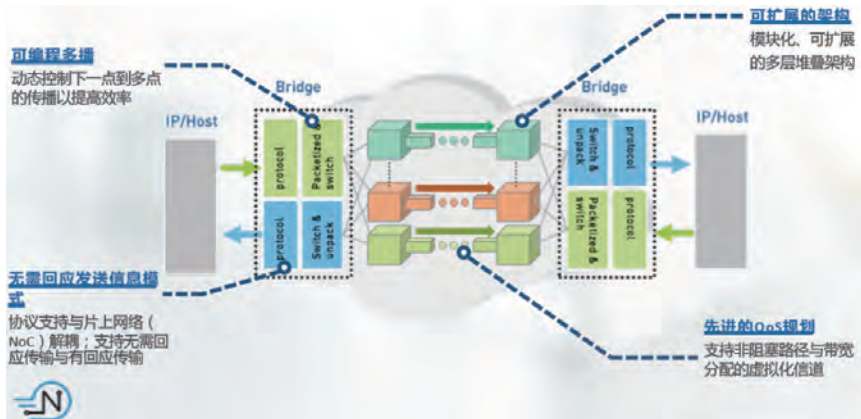 可编程多播
动态控制下一点到多点
的传播以提高效率
可扩展的架构
模块化、可扩展
的多层堆叠架构
Bridge
Bridge
IP/Host
IP/Host
protocol
Packetized &
switch
protocol
Switch &
unpack
Switch &
unpack
protocol
Packetized &
switch
protocol
无需回应发送信息模
式
协议支持与片上网络（
NoC）解耦；支持无需回
应传输与有回应传输
先进的QoS规划
支持非阻塞路径与带宽
分配的虚拟化信道
N